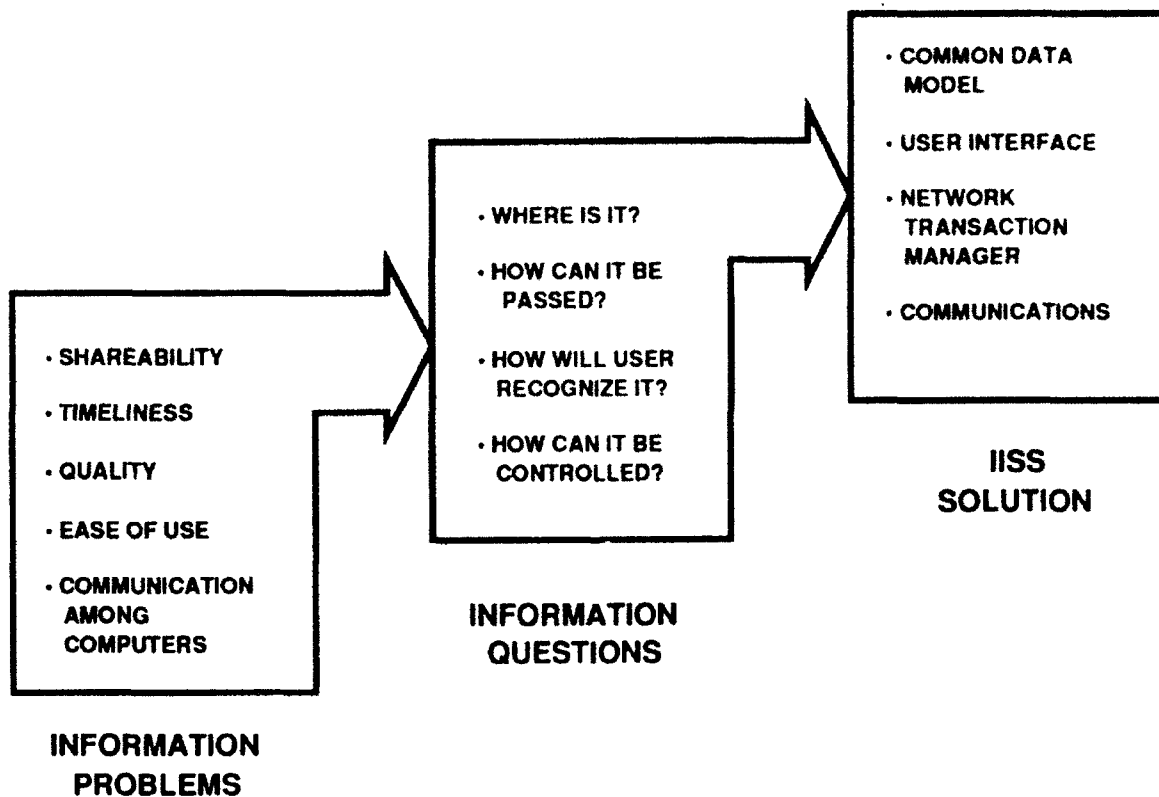 • SHAREABILITY
• TIMELINESS
• QUALITY
• EASE OF USE
• COMMUNICATION
AMONG
COMPUTERS
INFORMATION
PROBLEMS
• WHERE IS IT?
• HOW CAN IT BE
PASSED?
• HOW WILL USER
RECOGNIZE IT?
• HOW CAN IT BE
CONTROLLED?
INFORMATION
QUESTIONS
• COMMON DATA
MODEL
• USER INTERFACE
• NETWORK
TRANSACTION
MANAGER
• COMMUNICATIONS
IISS
SOLUTION